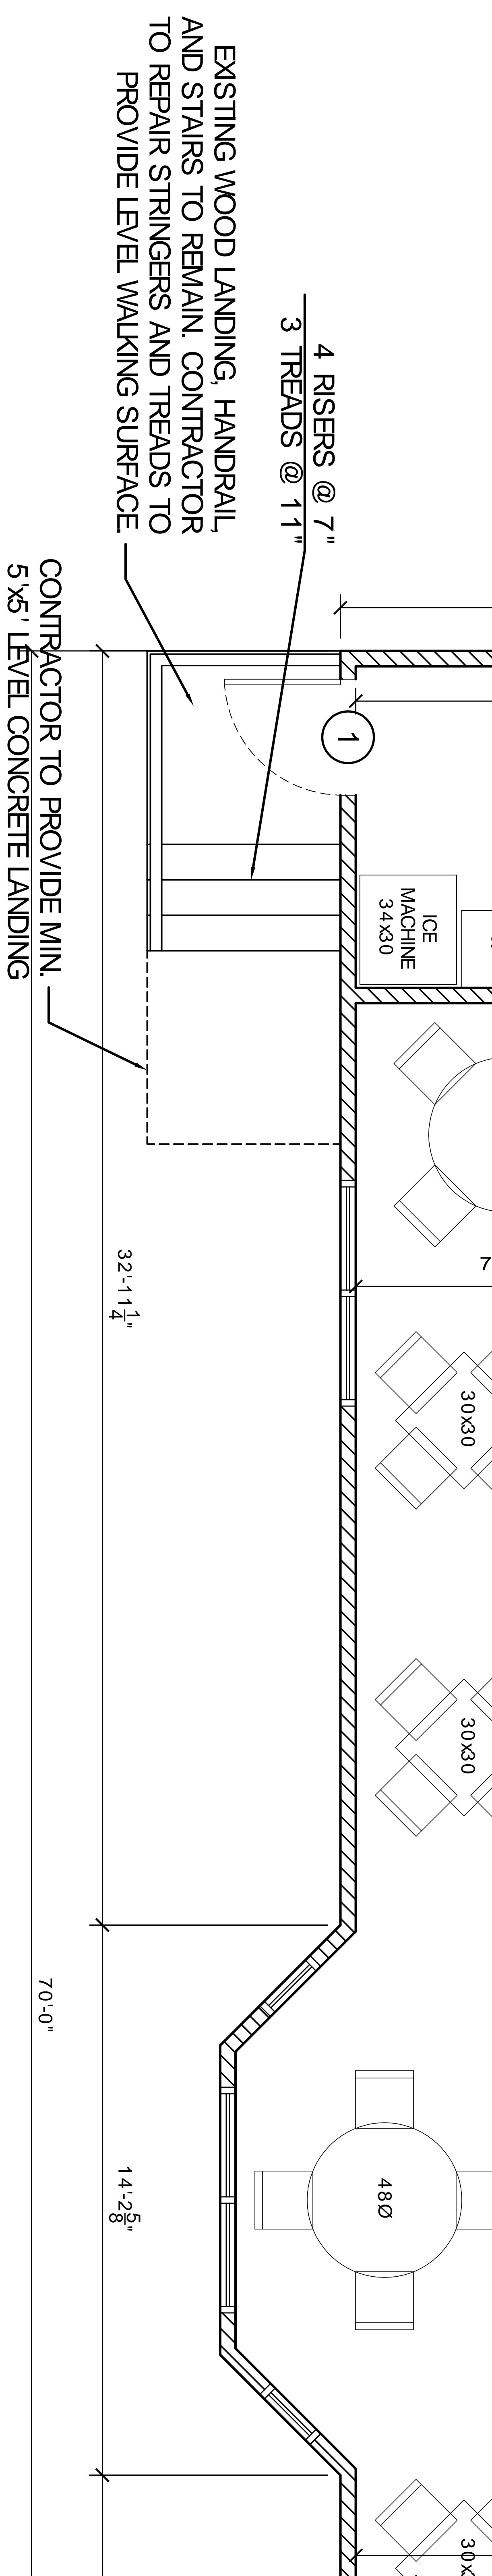 EXISTING WOOD LANDING, HANDRAIL,
AND STAIRS TO REMAIN. CONTRACTOR
TO REPAIR STRINGERS AND TREADS TO
PROVIDE LEVEL WALKING SURFACE.
4 RISERS @ 7"
3 TREADS @ 11"
CONTRACTOR TO PROVIDE MIN.
5'x5' LEVEL CONCRETE LANDING
1
ICE
MACHINE
34x30
7
30x30
30x30
32'-11 1/4"
70'-0"
14'-2 5/8"
48Ø